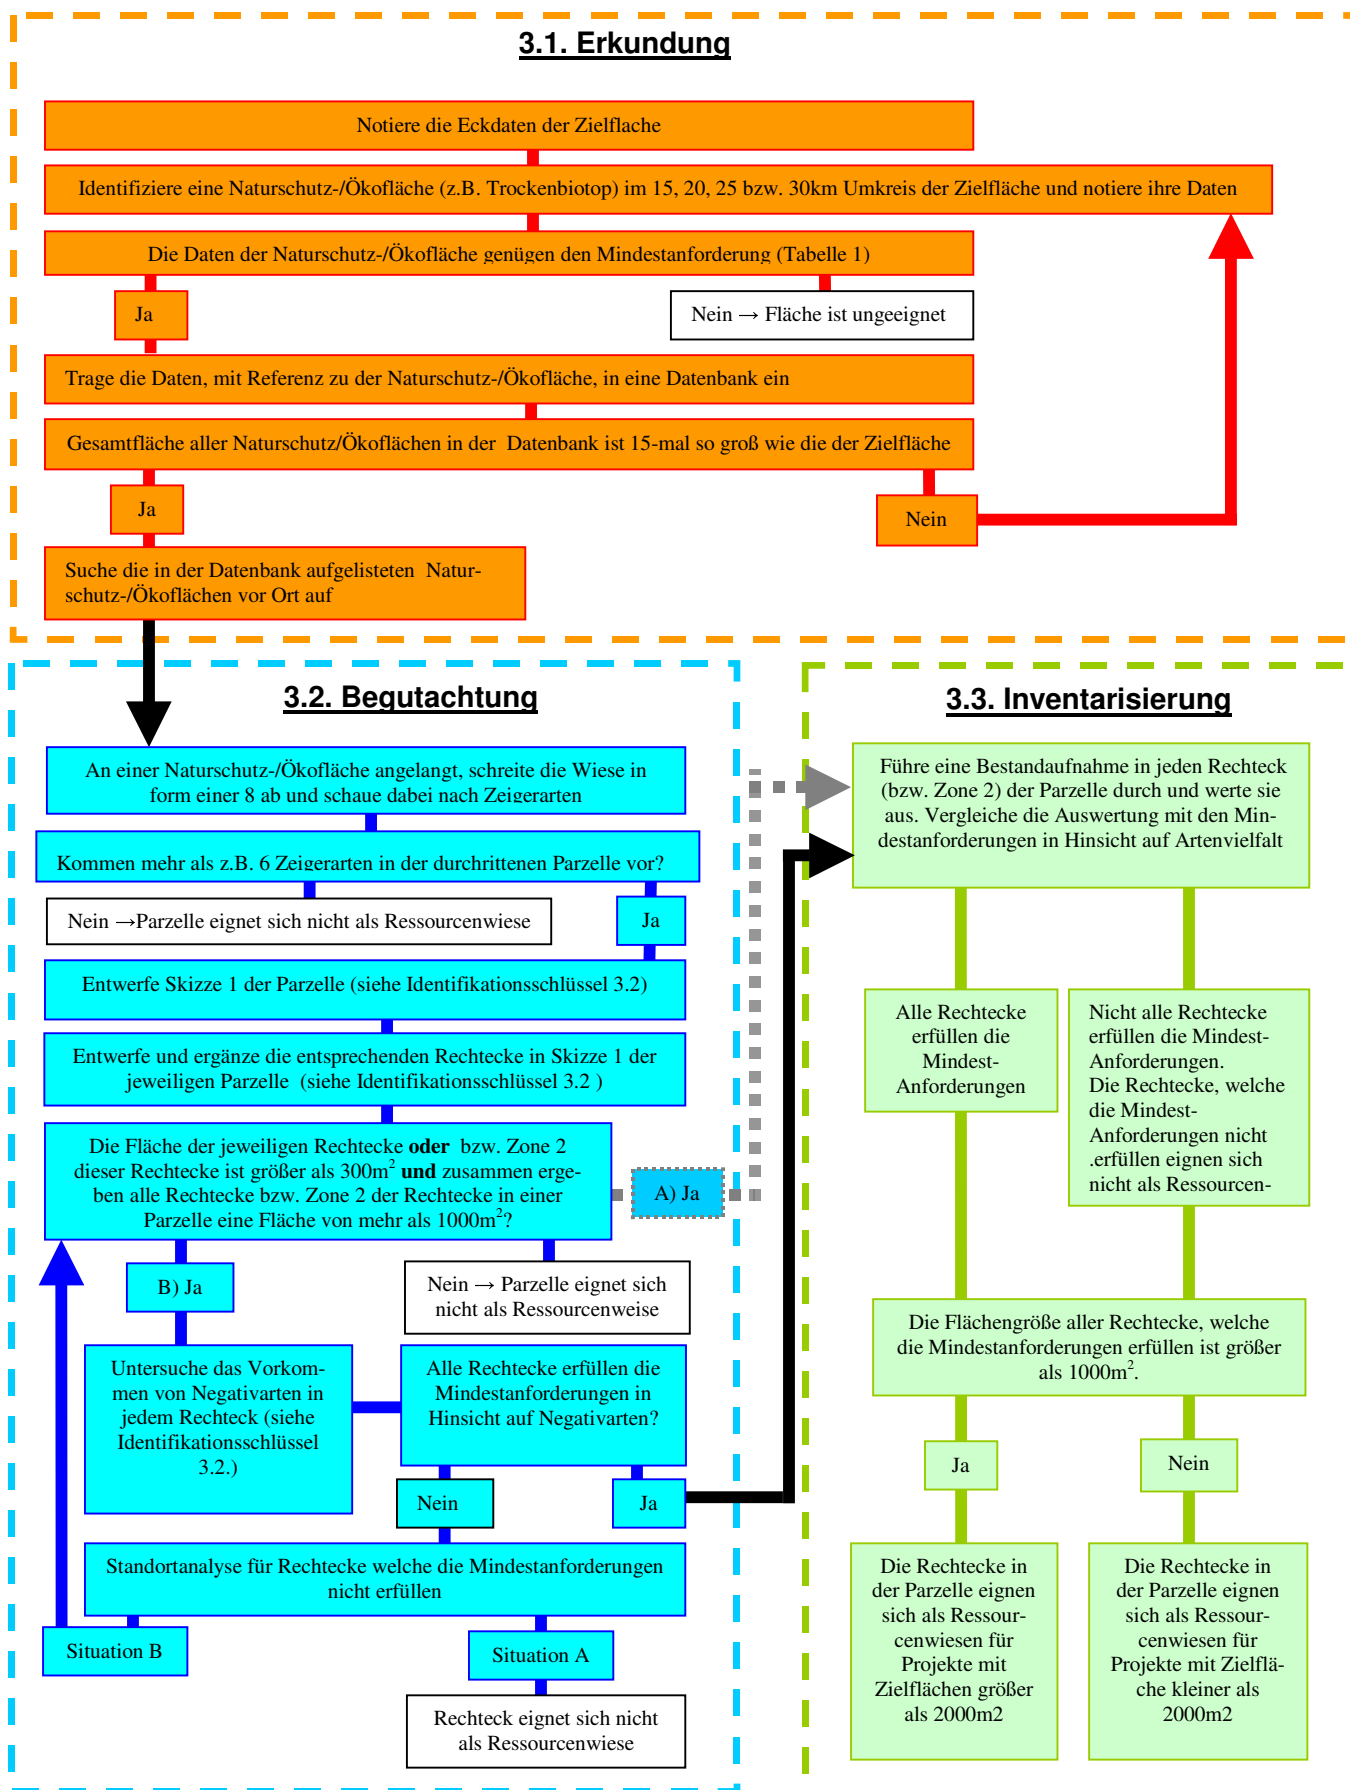 3.1. Erkundung
Notiere die Eckdaten der Zielflache
Identifiziere eine Naturschutz-/Ökofläche (z.B. Trockenbiotop) im 15, 20, 25 bzw. 30km Umkreis der Zielfläche und notiere ihre Daten
Die Daten der Naturschutz-/Ökofläche genügen den Mindestanforderung (Tabelle 1)
Ja
Nein → Fläche ist ungeeignet
Trage die Daten, mit Referenz zu der Naturschutz-/Ökofläche, in eine Datenbank ein
Gesamtfläche aller Naturschutz/Ökoflächen in der Datenbank ist 15-mal so groß wie die der Zielfläche
Ja
Nein
Suche die in der Datenbank aufgelisteten Natur-
schutz-/Ökoflächen vor Ort auf
3.2. Begutachtung
An einer Naturschutz-/Ökofläche angelangt, schreite die Wiese in
form einer 8 ab und schaue dabei nach Zeigerarten
Kommen mehr als z.B. 6 Zeigerarten in der durchrittenen Parzelle vor?
Nein →Parzelle eignet sich nicht als Ressourcenwiese
Ja
Entwerfe Skizze 1 der Parzelle (siehe Identifikationsschlüssel 3.2)
Entwerfe und ergänze die entsprechenden Rechtecke in Skizze 1 der
jeweiligen Parzelle (siehe Identifikationsschlüssel 3.2 )
Die Fläche der jeweiligen Rechtecke oder bzw. Zone 2
dieser Rechtecke ist größer als 300m² und zusammen erge-
ben alle Rechtecke bzw. Zone 2 der Rechtecke in einer
Parzelle eine Fläche von mehr als 1000m²?
A) Ja
B) Ja
Nein → Parzelle eignet sich
nicht als Ressourcenweise
Untersuche das Vorkom-
men von Negativarten in
jedem Rechteck (siehe
Identifikationsschlüssel
3.2.)
Alle Rechtecke erfüllen die
Mindestanforderungen in
Hinsicht auf Negativarten?
Nein
Ja
Standortanalyse für Rechtecke welche die Mindestanforderungen
nicht erfüllen
Situation B
Situation A
Rechteck eignet sich nicht
als Ressourcenwiese
3.3. Inventarisierung
Führe eine Bestandaufnahme in jeden Rechteck
(bzw. Zone 2) der Parzelle durch und werte sie
aus. Vergleiche die Auswertung mit den Min-
destanforderungen in Hinsicht auf Artenvielfalt
Alle Rechtecke
erfüllen die
Mindest-
Anforderungen
Nicht alle Rechtecke
erfüllen die Mindest-
Anforderungen.
Die Rechtecke, welche
die Mindest-
Anforderungen nicht
.erfüllen eignen sich
nicht als Ressourcen-
Die Flächengröße aller Rechtecke, welche
die Mindestanforderungen erfüllen ist größer
als 1000m².
Ja
Nein
Die Rechtecke in
der Parzelle eignen
sich als Ressour-
cenwiesen für
Projekte mit
Zielflächen größer
als 2000m2
Die Rechtecke in
der Parzelle eignen
sich als Ressour-
cenwiesen für
Projekte mit Zielflä-
che kleiner als
2000m2